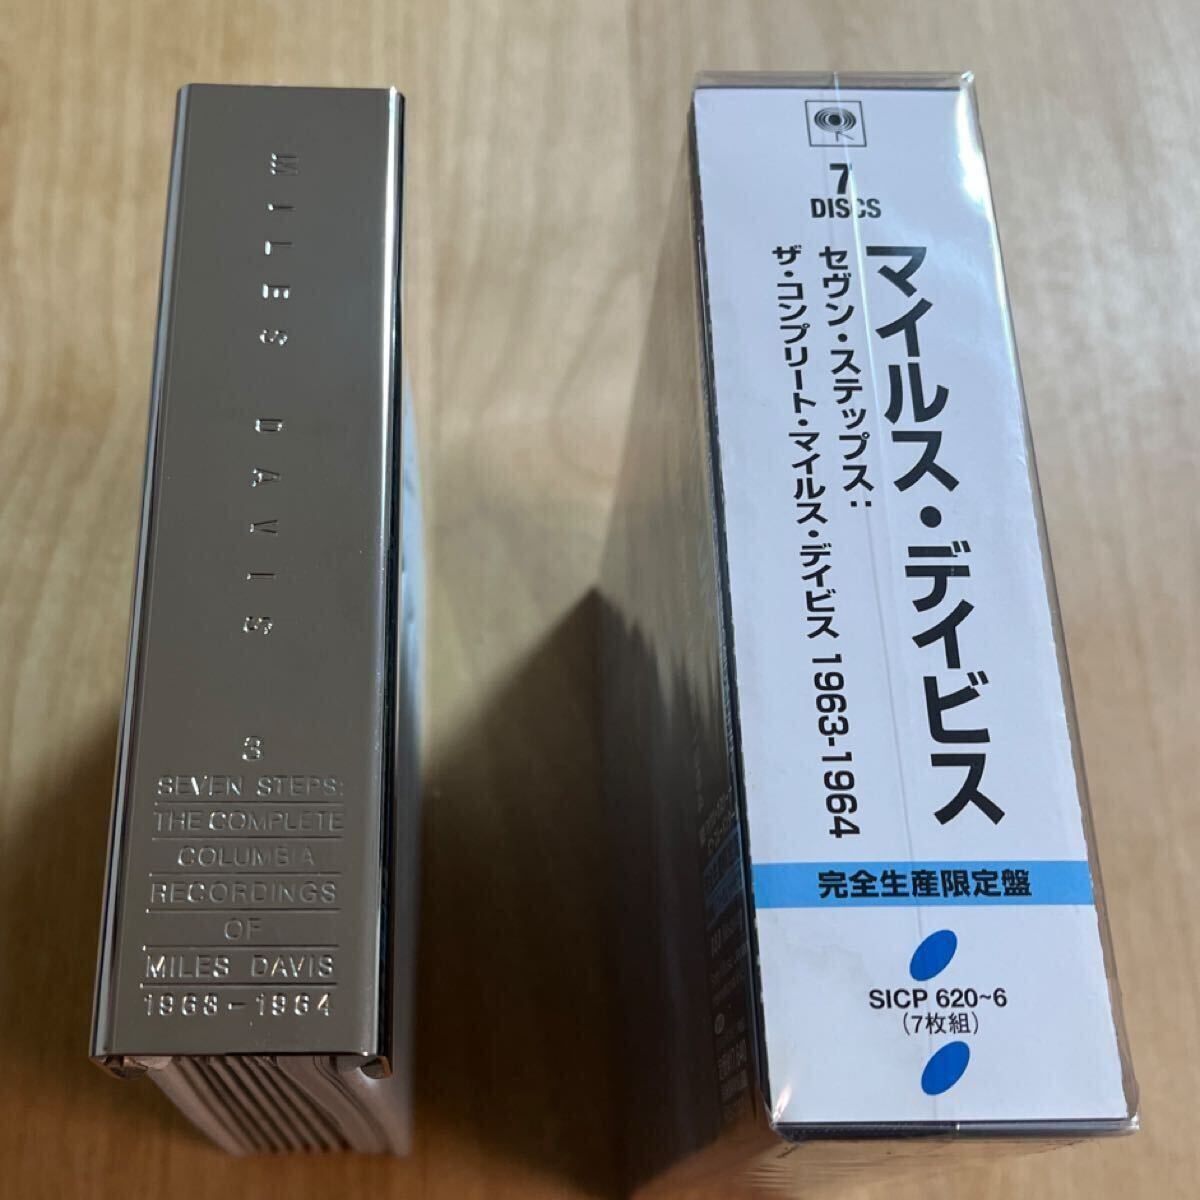 MILES DAVIS
3
SEVEN STEPS:
THE COMPLETE
COLUMBIA
RECORDINGS
OF
MILES DAVIS
1963-1964
7
DISCS
マイルス・デイビス
セヴン・ステップス:
ザ・コンプリート・マイルス・デイビス 1963-1964
完全生産限定盤
SICP 620~6
(7枚組)